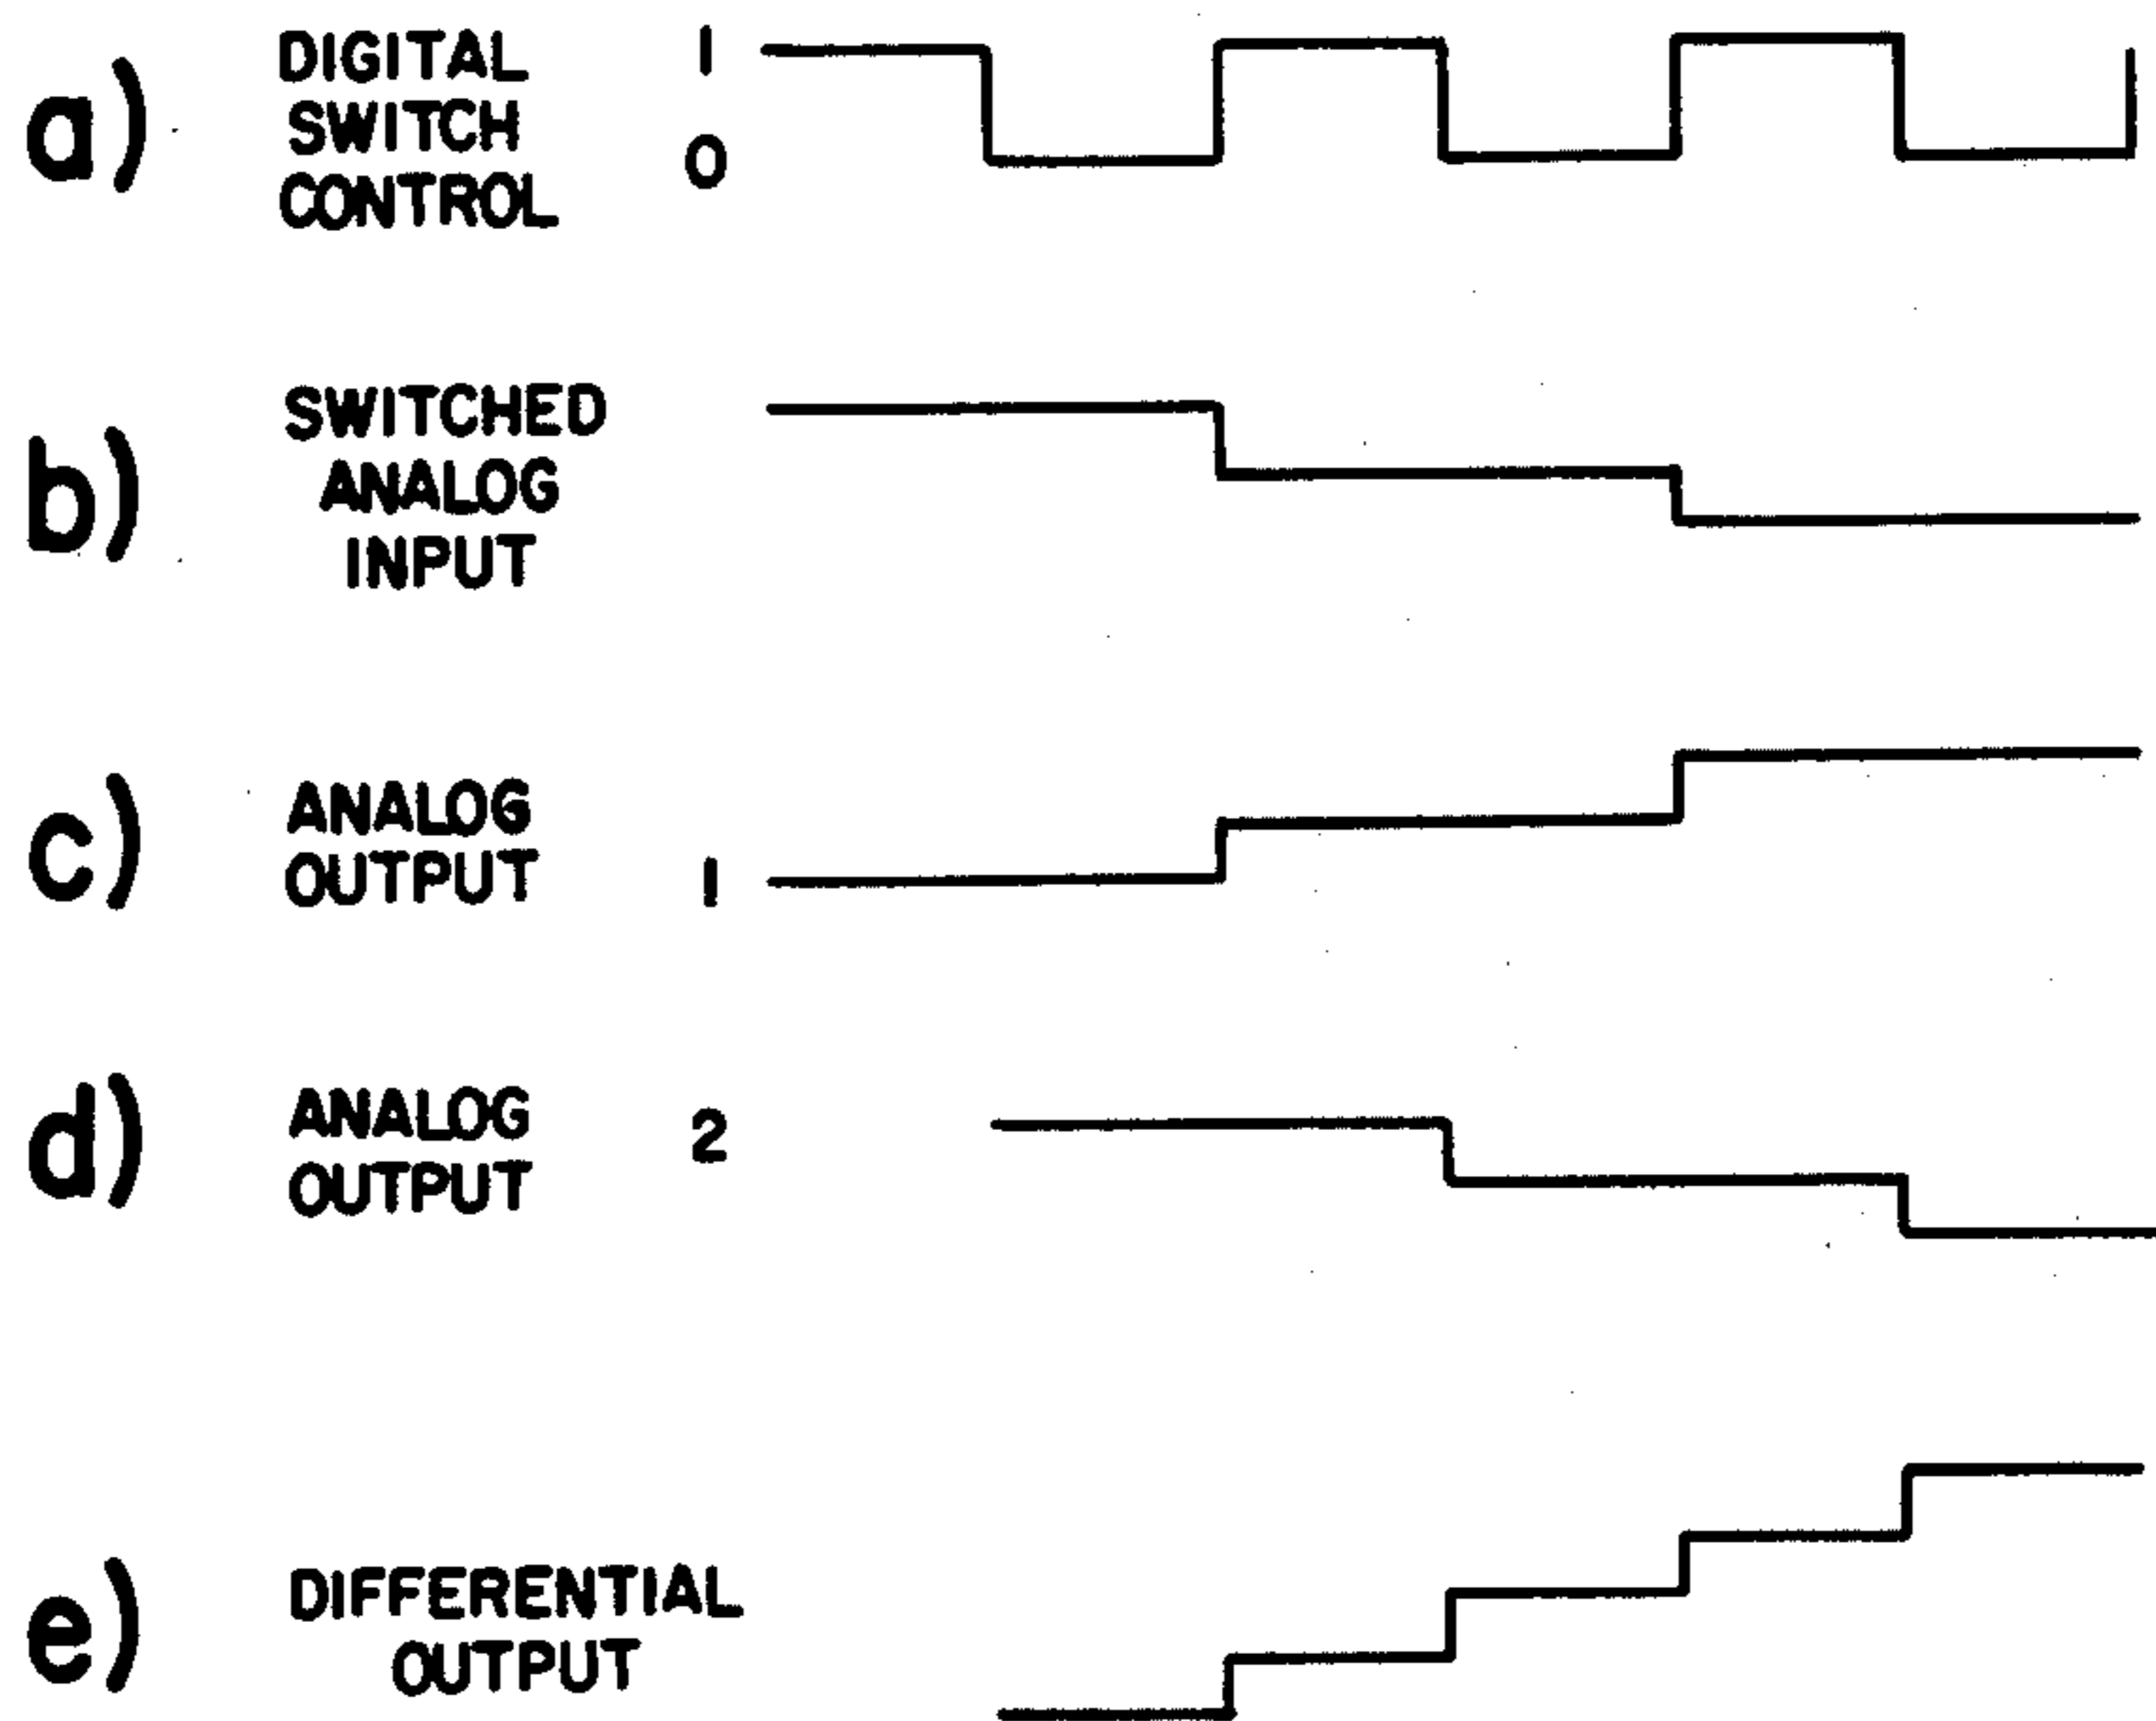 a) DIGITAL 1
SWITCH
0
CONTROL
b) SWITCHED
ANALOG
INPUT
c) ANALOG
OUTPUT 1
d) ANALOG 2
OUTPUT
e) DIFFERENTIAL
OUTPUT